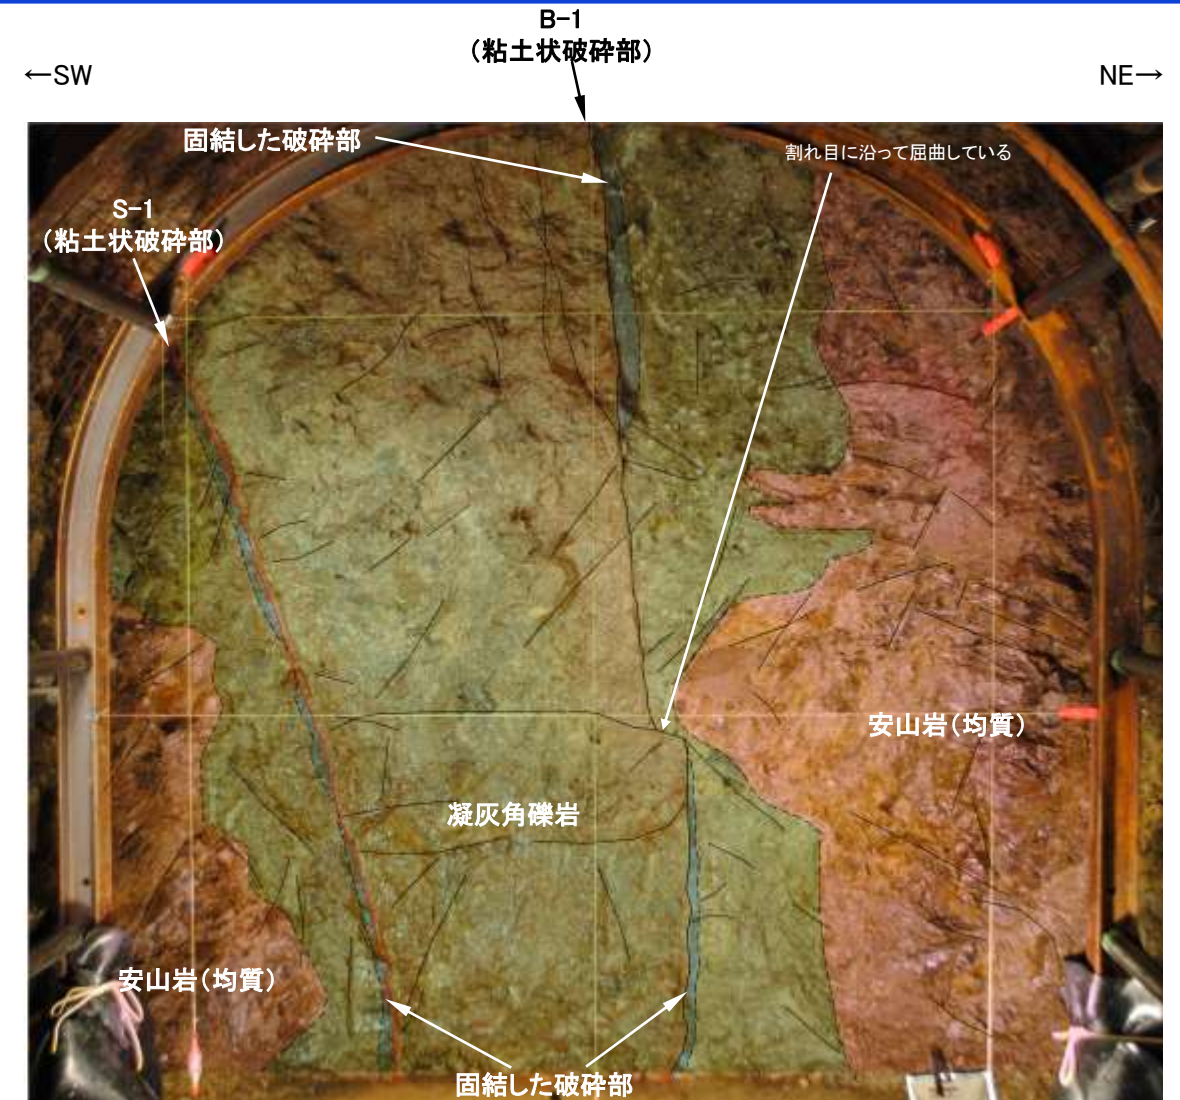 B-1
(粘土状破砕部)
←SW
NE→
固結した破砕部
割れ目に沿って屈曲している
S-1
(粘土状破砕部)
安山岩(均質)
凝灰角礫岩
安山岩(均質)
固結した破砕部